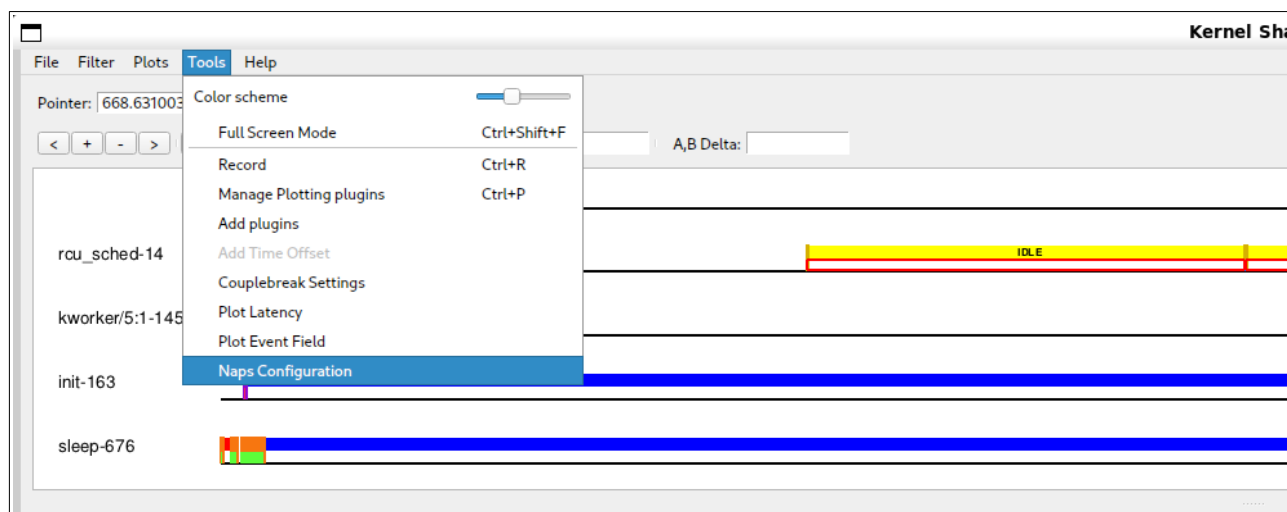 Kernel Sha
File Filter Plots Tools Help
Pointer: 668.631003
Color scheme
Full Screen Mode Ctrl+Shift+F
< + - > A,B Delta:
Record Ctrl+R
Manage Plotting plugins Ctrl+P
Add plugins
Add Time Offset
Couplebreak Settings
Plot Latency
Plot Event Field
Naps Configuration
rcu_sched-14 IDLE
kworker/5:1-145
init-163
sleep-676